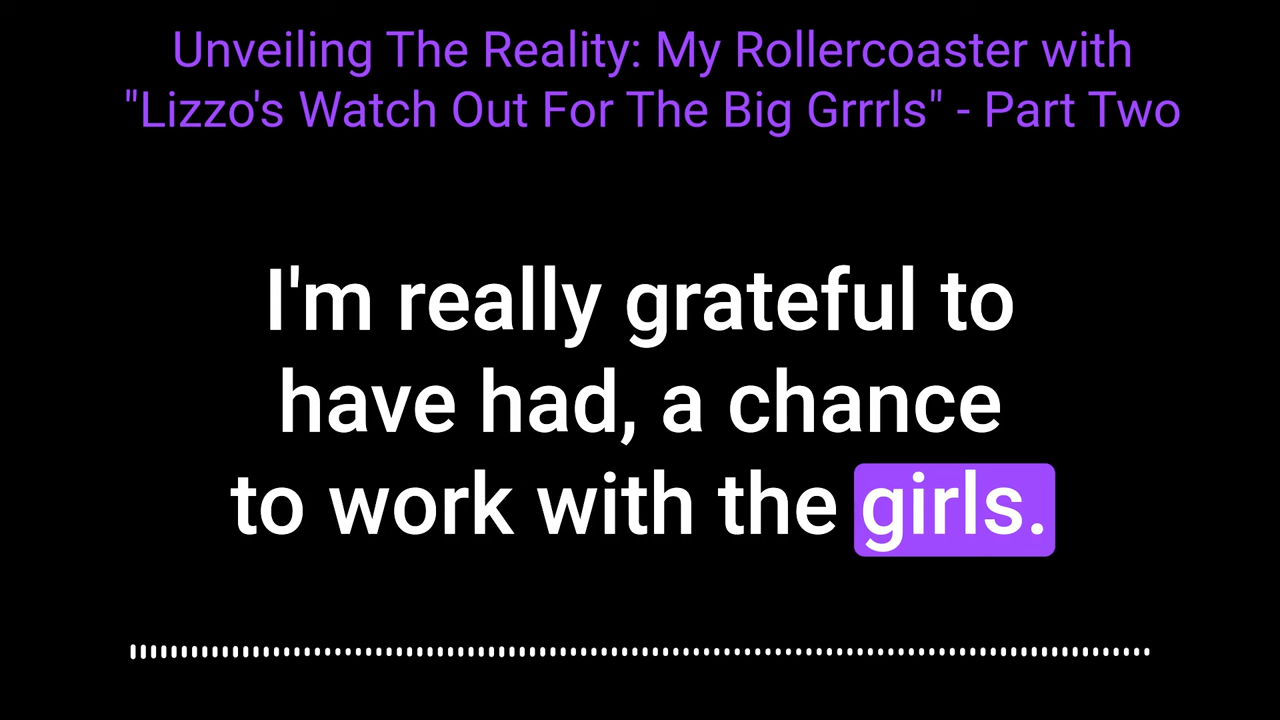 Unveiling The Reality: My Rollercoaster with
"Lizzo's Watch Out For The Big Grrrls" - Part Two
I'm really grateful to
have had, a chance
to work with the girls.